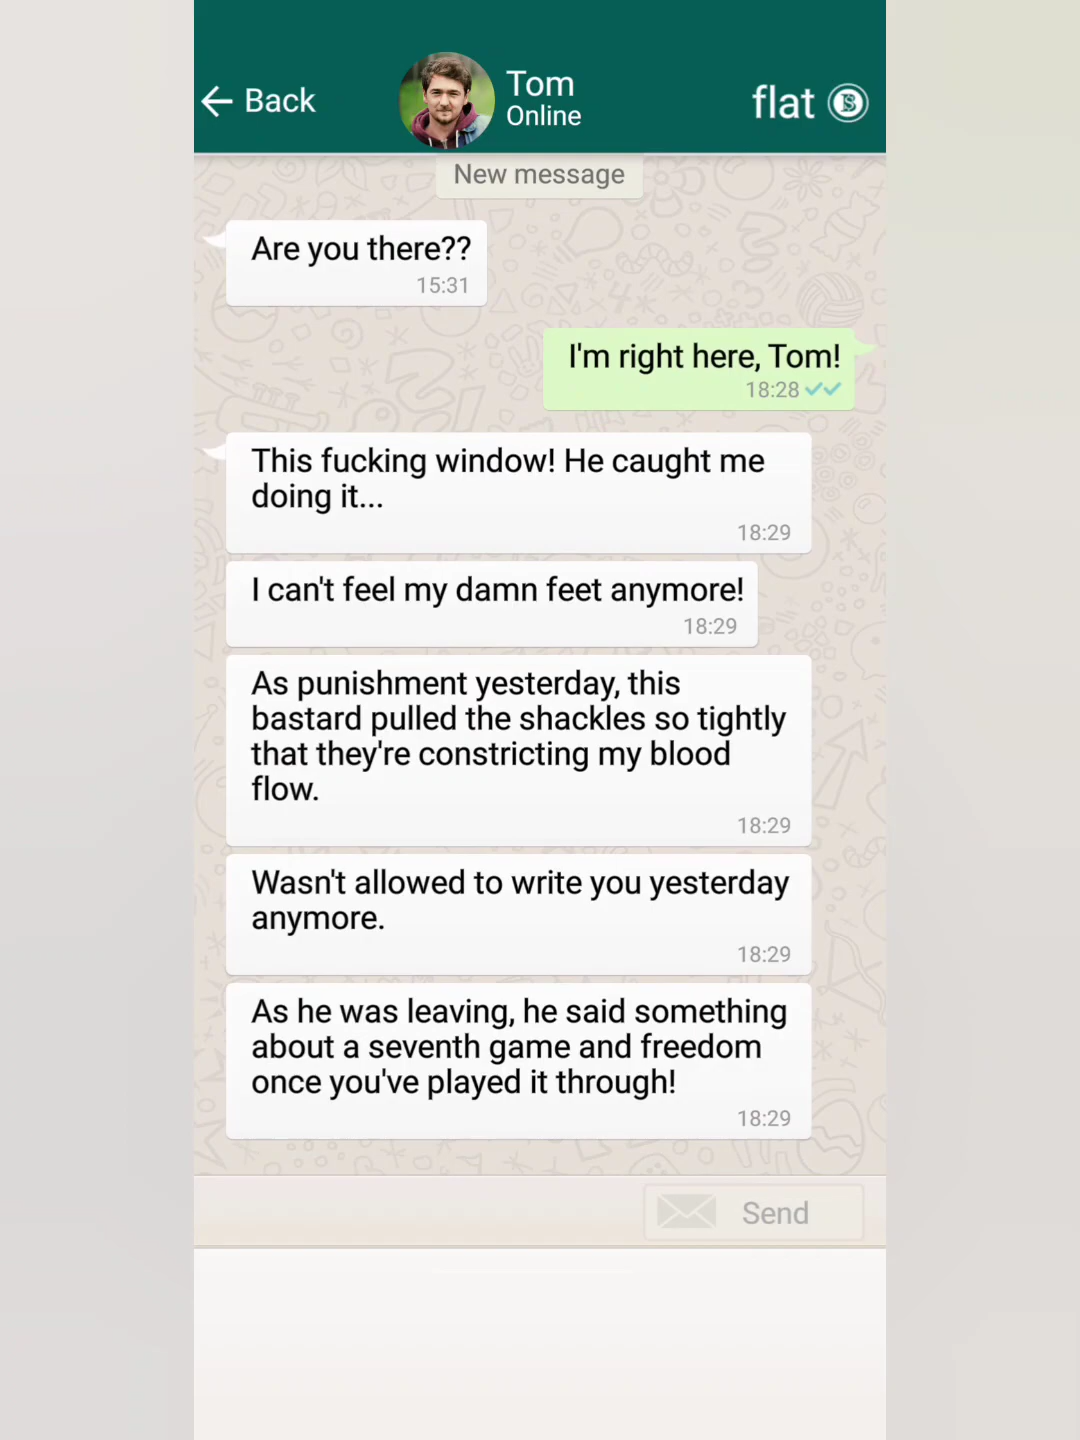 Back
Tom
Online
flat
New message
Are you there??
15:31
I'm right here, Tom!
18:28
This fucking window! He caught me
doing it...
18:29
I can't feel my damn feet anymore!
18:29
As punishment yesterday, this
bastard pulled the shackles so tightly
that they're constricting my blood
flow.
18:29
Wasn't allowed to write you yesterday
anymore.
18:29
As he was leaving, he said something
about a seventh game and freedom
once you've played it through!
18:29
Send